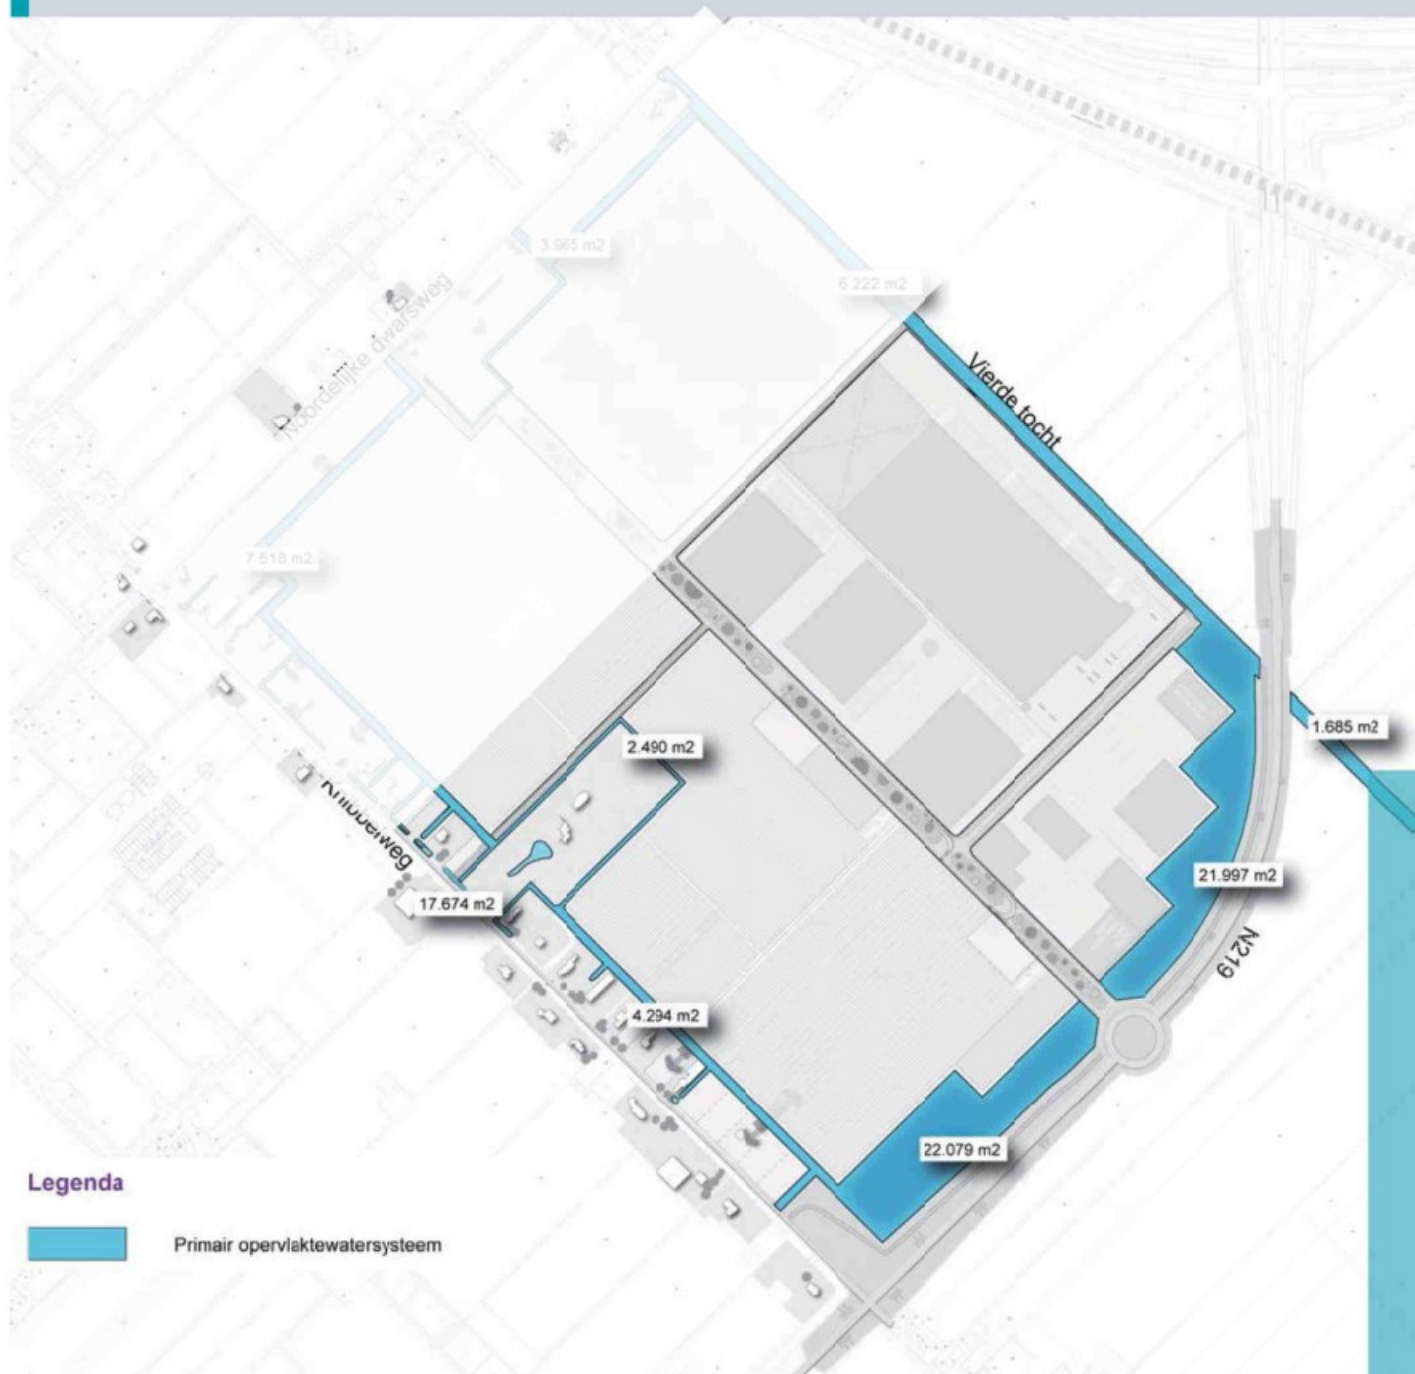 3.965 m2
6.222 m2
Noordelijke dwarsweg
Vierde tocht
7.518 m2
1.685 m2
2.490 m2
Knibbelweg
21.997 m2
17.674 m2
N219
4.294 m2
22.079 m2
Legenda
Primair opervlaktewatersysteem